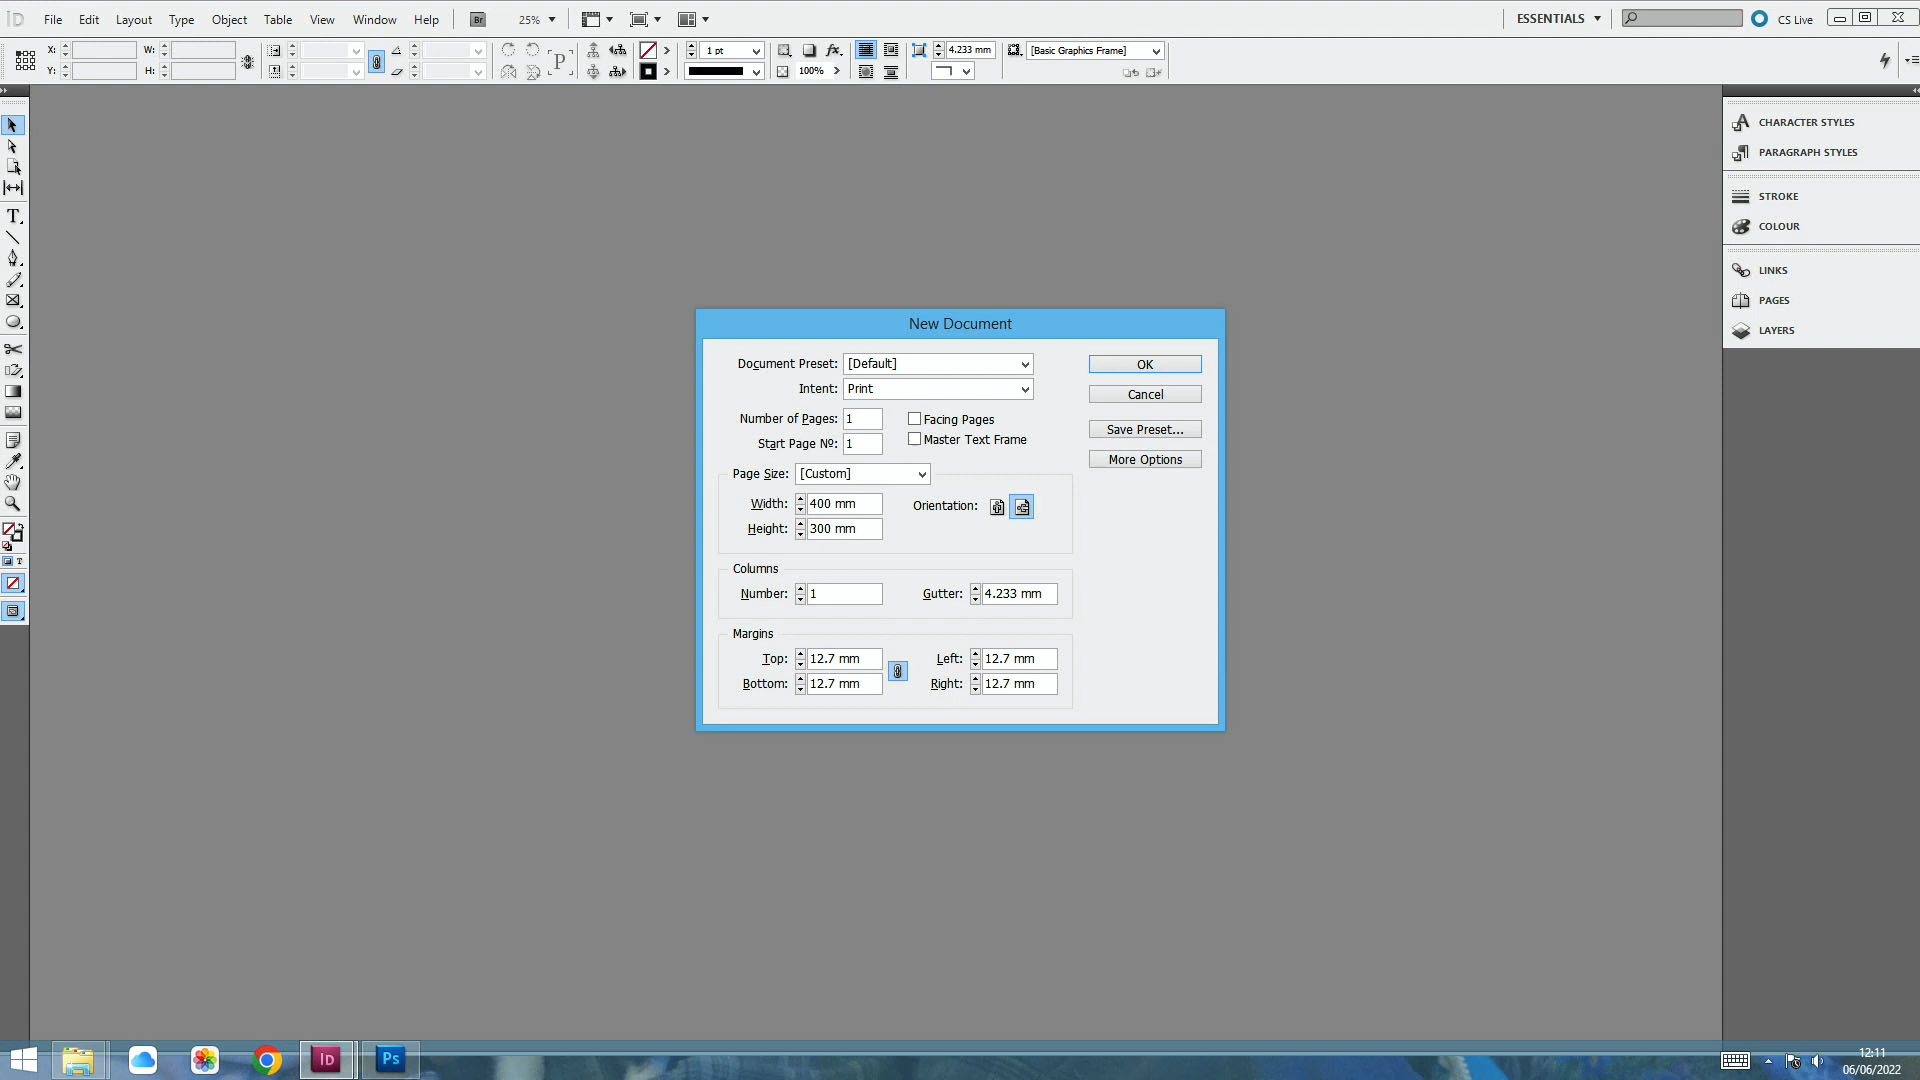 ID File Edit Layout Type Object Table View Window Help Br 25% ESSENTIALS CS Live
X: W: 1 pt 4.233 mm [Basic Graphics Frame]
Y: H: P 100% fx
CHARACTER STYLES
PARAGRAPH STYLES
STROKE
COLOUR
LINKS
PAGES
LAYERS
T
T
New Document
Document Preset: [Default] OK
Intent: Print Cancel
Number of Pages: 1 Facing Pages Save Preset...
Start Page Nº: 1 Master Text Frame More Options
Page Size: [Custom]
Width: 400 mm Orientation:
Height: 300 mm
Columns
Number: 1 Gutter: 4.233 mm
Margins
Top: 12.7 mm Left: 12.7 mm
Bottom: 12.7 mm Right: 12.7 mm
Id Ps 12:11
06/06/2022